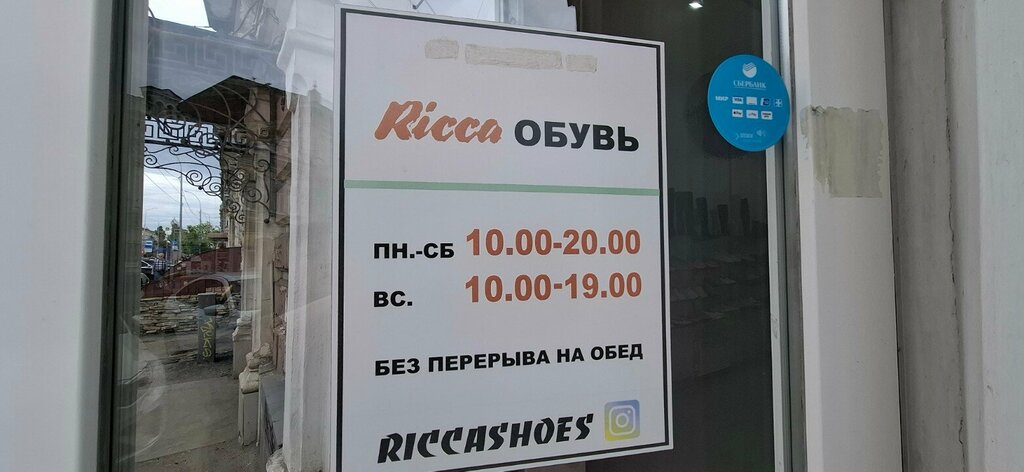 Ricca ОБУВЬ
ПН.-СБ 10.00-20.00
ВС. 10.00-19.00
БЕЗ ПЕРЕРЫВА НА ОБЕД
RICCASHOES
СБЕРБАНК
МИР